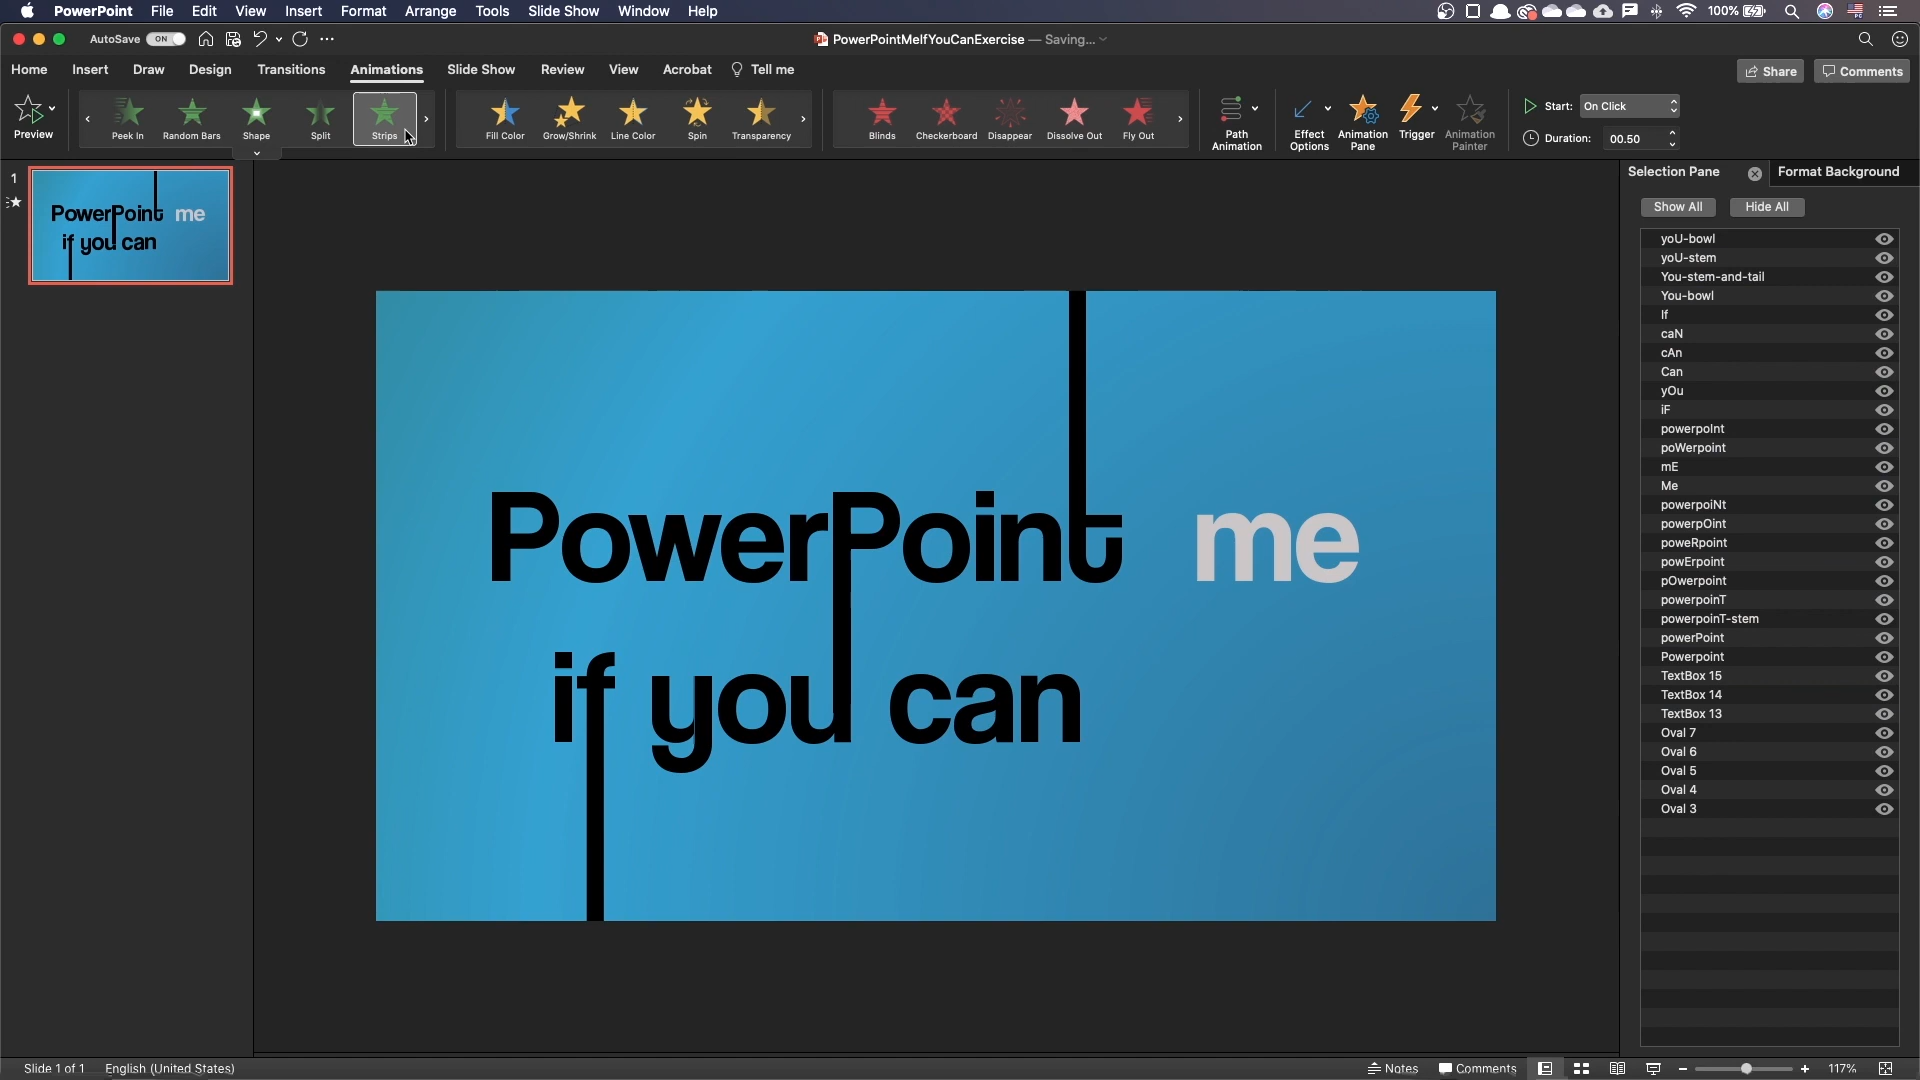 PowerPoint File Edit View Insert Format Arrange Tools Slide Show Window Help 100%
AutoSave ON PowerPointMeIfYouCanExercise — Saving...
Home Insert Draw Design Transitions Animations Slide Show Review View Acrobat Tell me Share Comments
Preview Peek In Random Bars Shape Split Strips Fill Color Grow/Shrink Line Color Spin Transparency Blinds Checkerboard Disappear Dissolve Out Fly Out Path Animation Effect Options Animation Pane Trigger Animation Painter
Start: On Click
Duration: 00.50
1
PowerPoint me
if you can
PowerPoint me
if you can
Selection Pane Format Background
Show All Hide All
yoU-bowl
yoU-stem
You-stem-and-tail
You-bowl
If
caN
cAn
Can
yOu
iF
powerpoInt
poWerpoint
mE
Me
powerpoiNt
powerpOint
poweRpoint
powErpoint
pOwerpoint
powerpoinT
powerpoinT-stem
powerPoint
Powerpoint
TextBox 15
TextBox 14
TextBox 13
Oval 7
Oval 6
Oval 5
Oval 4
Oval 3
Slide 1 of 1 English (United States) Notes Comments 117%